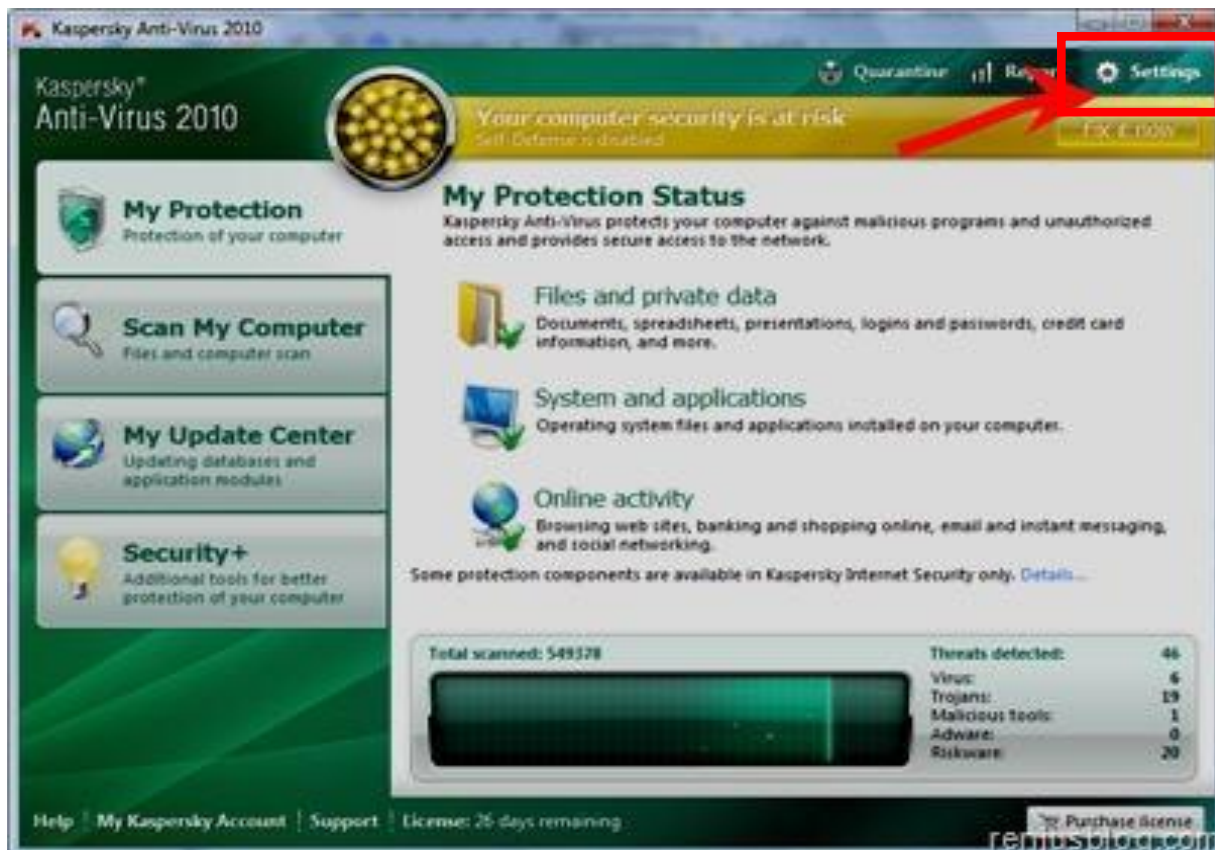 Kaspersky Anti-Virus 2010
Kaspersky®
Anti-Virus 2010
Quarantine
Settings
Your computer security is at risk
Self-Defense is disabled
Fix it now
My Protection
Protection of your computer
Scan My Computer
Files and computer scan
My Update Center
Updating databases and
application modules
Security+
Additional tools for better
protection of your computer
My Protection Status
Kaspersky Anti-Virus protects your computer against malicious programs and unauthorized
access and provides secure access to the network.
Files and private data
Documents, spreadsheets, presentations, logins and passwords, credit card
information, and more.
System and applications
Operating system files and applications installed on your computer.
Online activity
Browsing web sites, banking and shopping online, email and instant messaging,
and social networking.
Some protection components are available in Kaspersky Internet Security only. Details...
Total scanned: 549378
Threats detected: 46
Virus: 6
Trojans: 19
Malicious tools: 1
Adware: 0
Riskware: 20
Help | My Kaspersky Account | Support | License: 26 days remaining
Purchase license